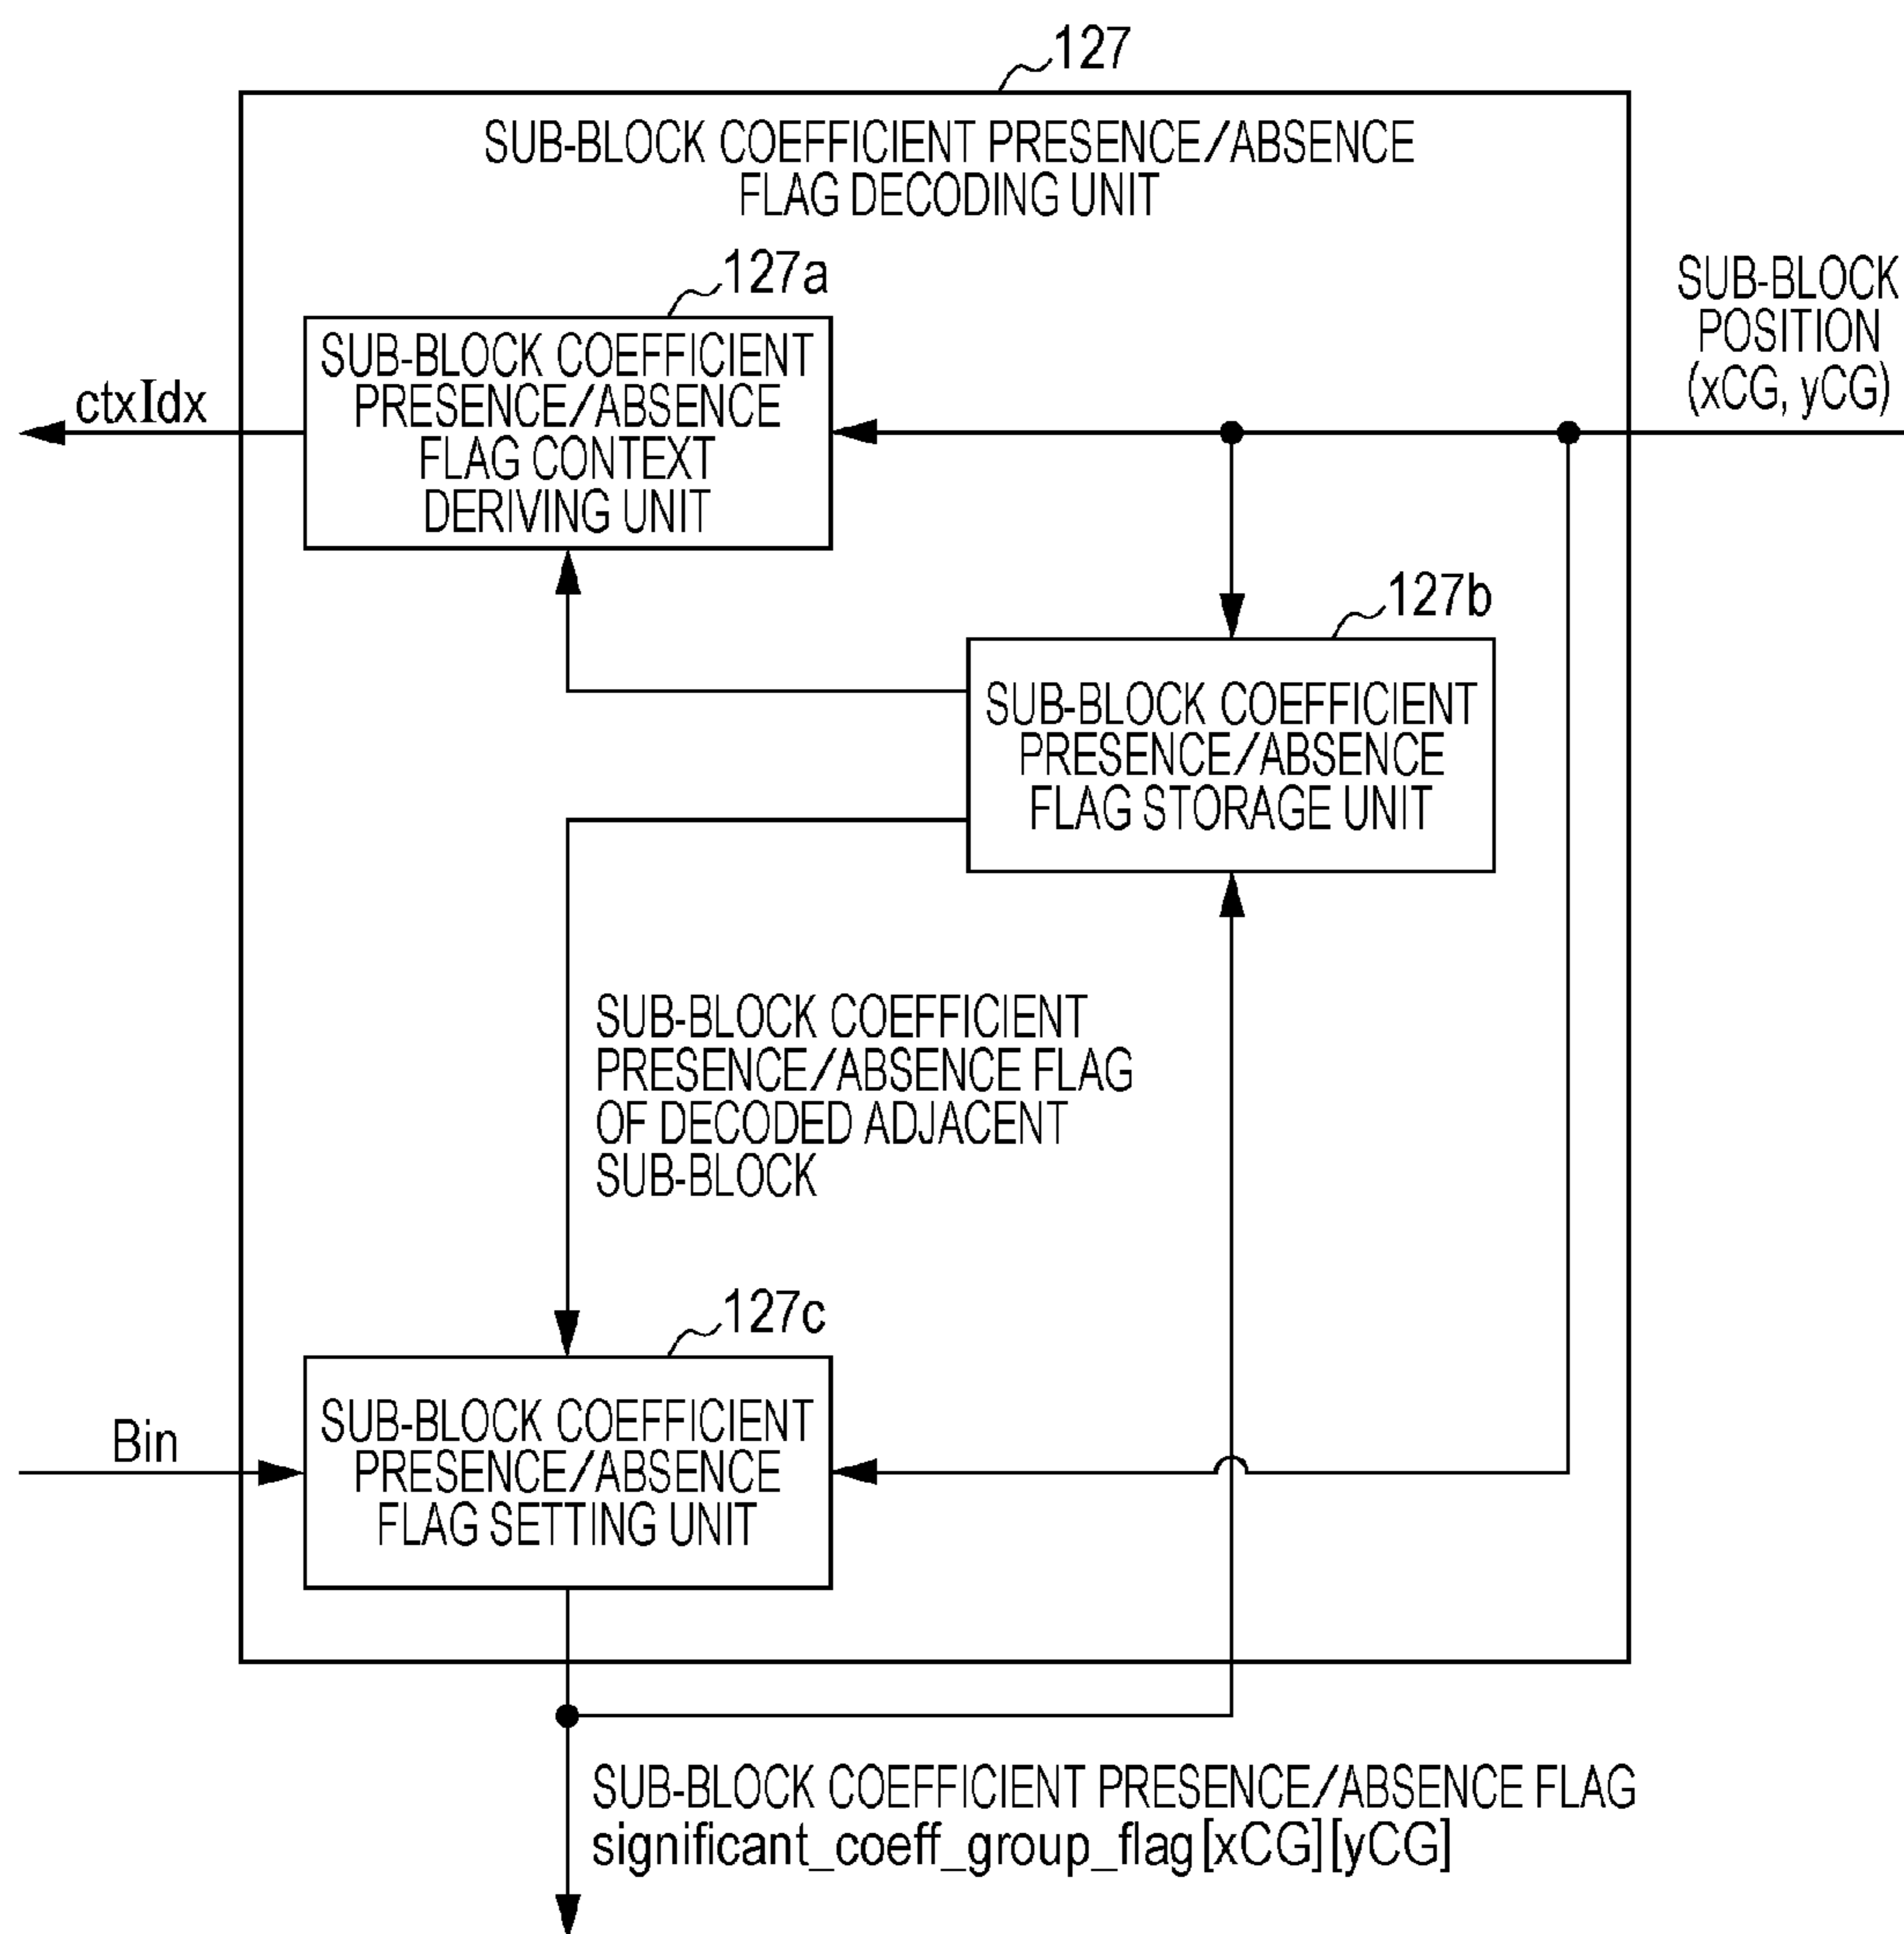 127
SUB-BLOCK COEFFICIENT PRESENCE/ABSENCE
FLAG DECODING UNIT
127a
SUB-BLOCK
POSITION
(xCG, yCG)
ctxIdx
SUB-BLOCK COEFFICIENT
PRESENCE/ABSENCE
FLAG CONTEXT
DERIVING UNIT
127b
SUB-BLOCK COEFFICIENT
PRESENCE/ABSENCE
FLAG STORAGE UNIT
SUB-BLOCK COEFFICIENT
PRESENCE/ABSENCE FLAG
OF DECODED ADJACENT
SUB-BLOCK
127c
Bin
SUB-BLOCK COEFFICIENT
PRESENCE/ABSENCE
FLAG SETTING UNIT
SUB-BLOCK COEFFICIENT PRESENCE/ABSENCE FLAG
significant_coeff_group_flag[xCG][yCG]